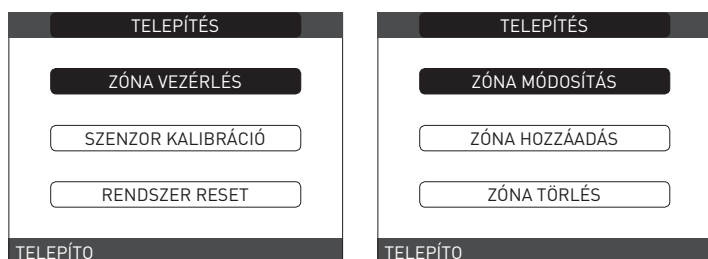 TELEPÍTÉS
ZÓNA VEZÉRLÉS
SZENZOR KALIBRÁCIÓ
RENDSZER RESET
TELEPÍTO
TELEPÍTÉS
ZÓNA MÓDOSÍTÁS
ZÓNA HOZZÁADÁS
ZÓNA TÖRLÉS
TELEPÍTO